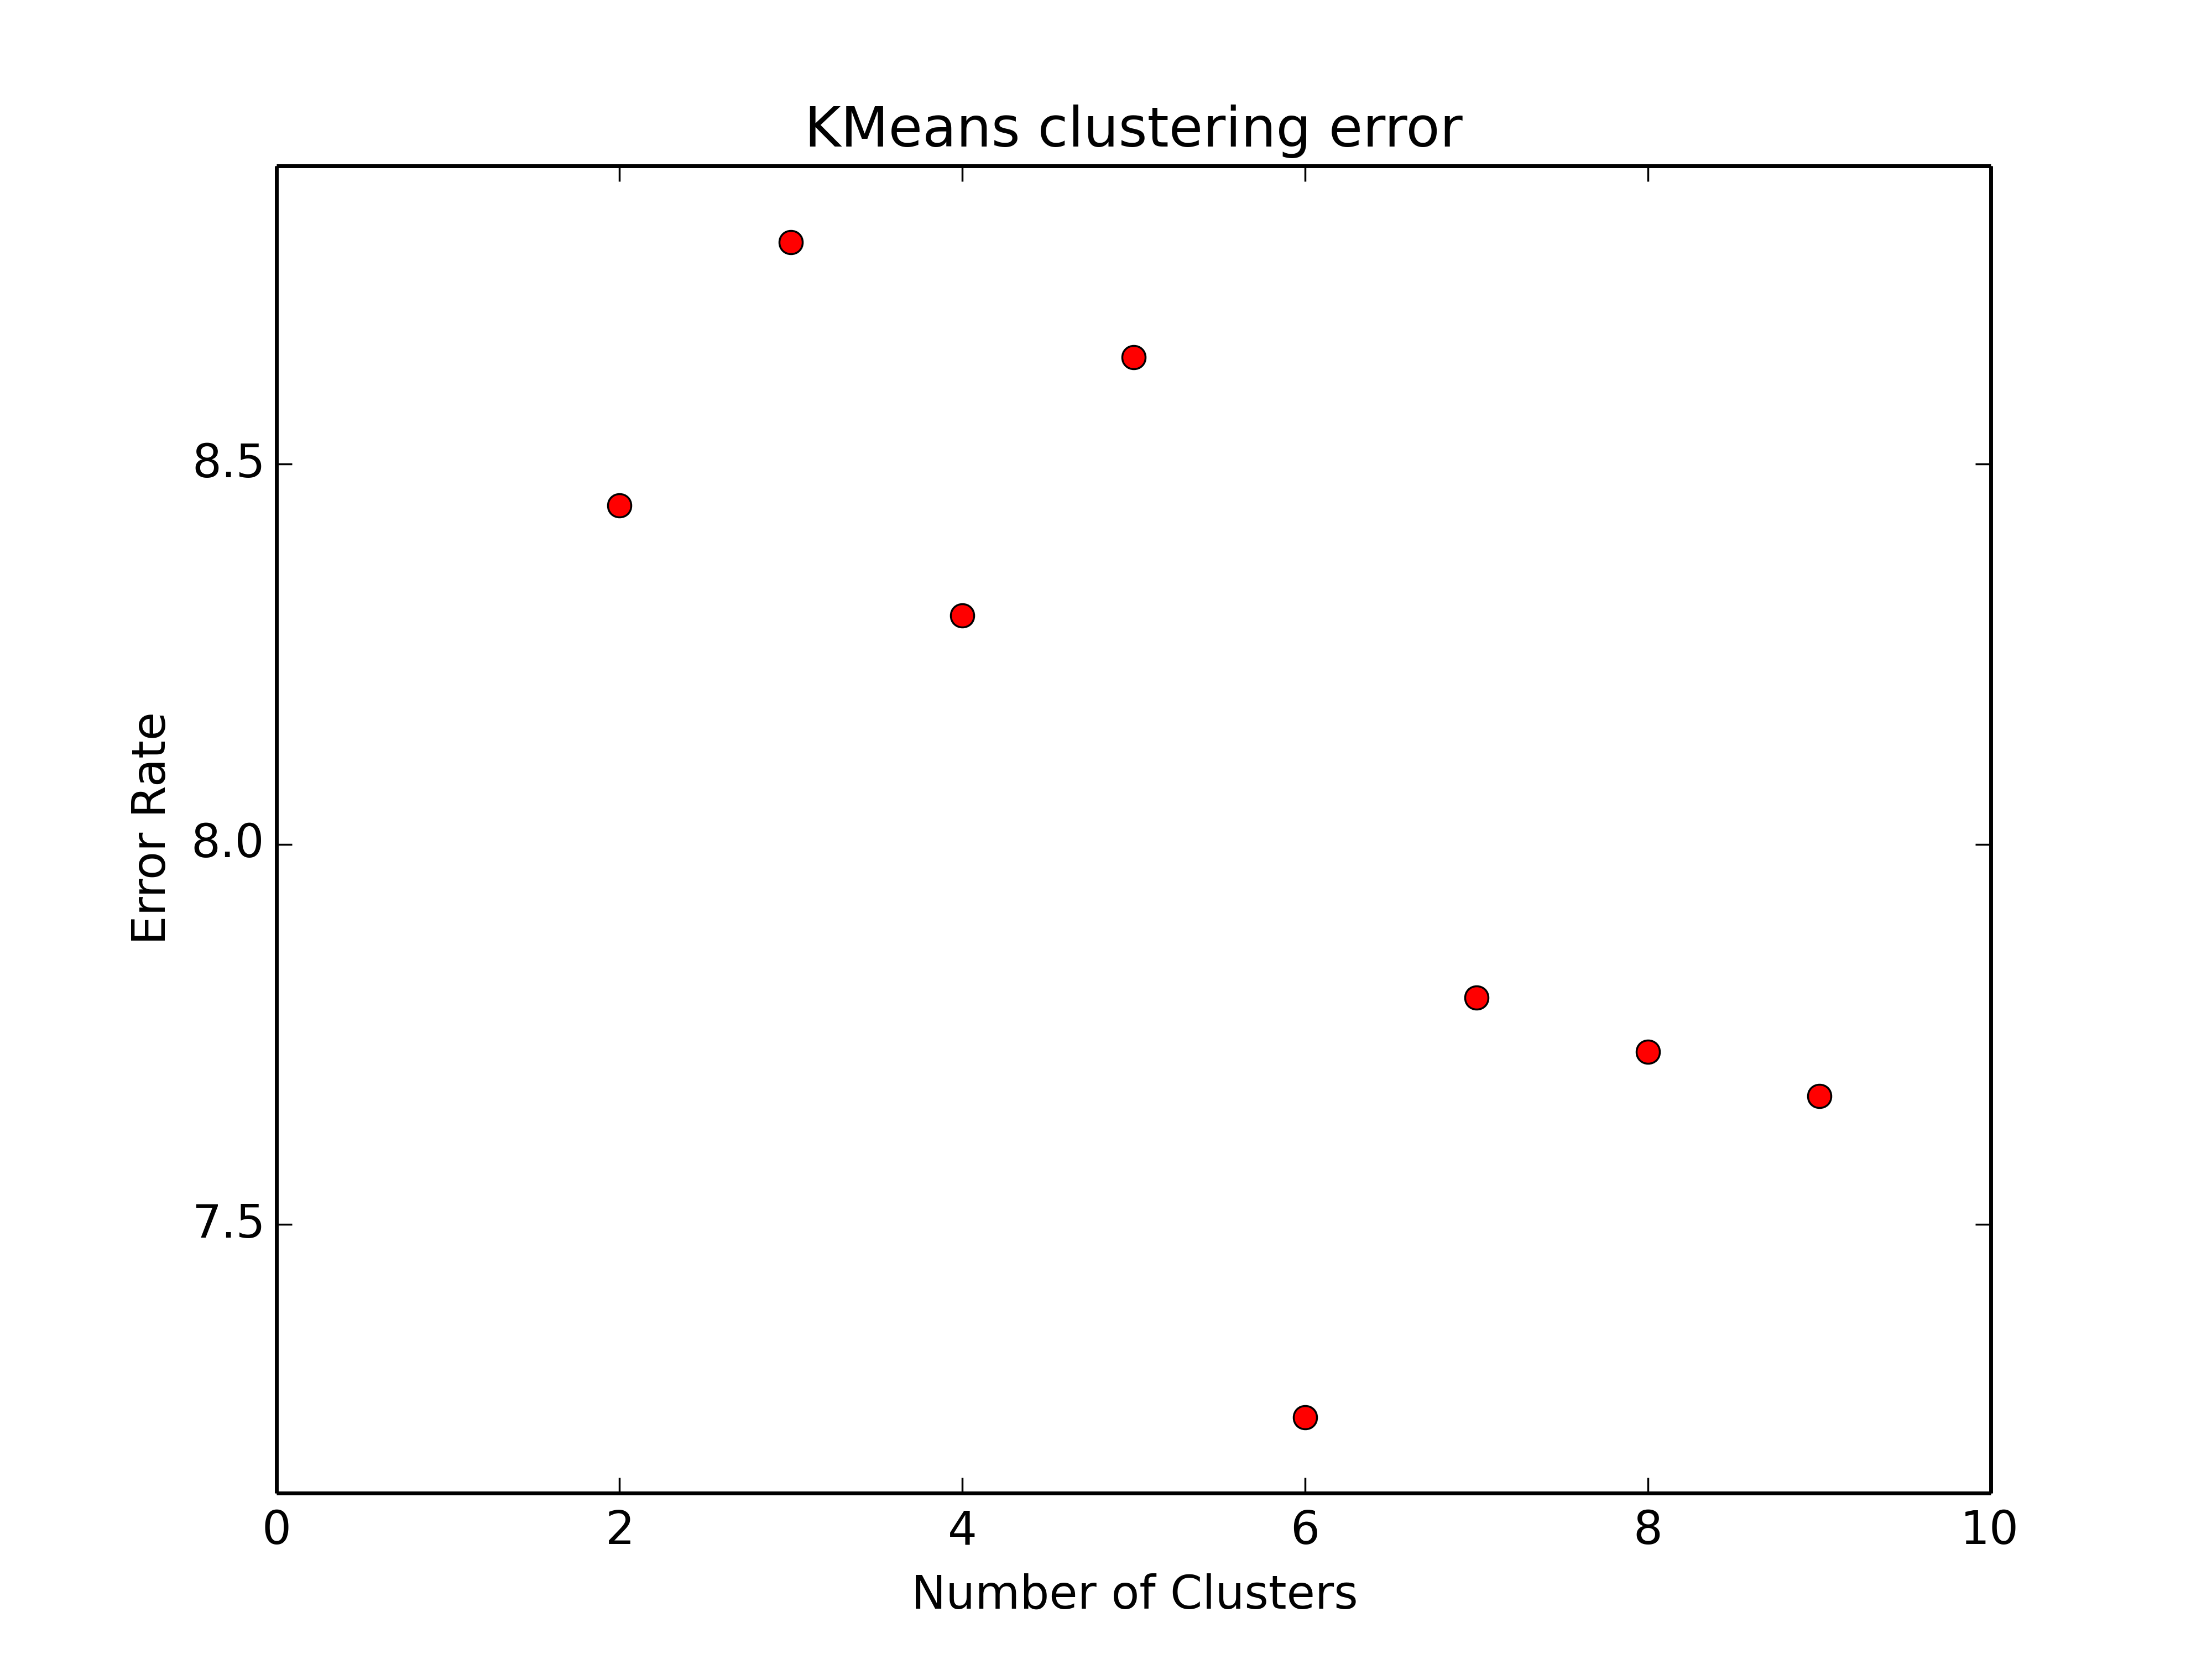 KMeans clustering error
8.5
8.0
7.5
Error Rate
0 2 4 6 8 10
Number of Clusters